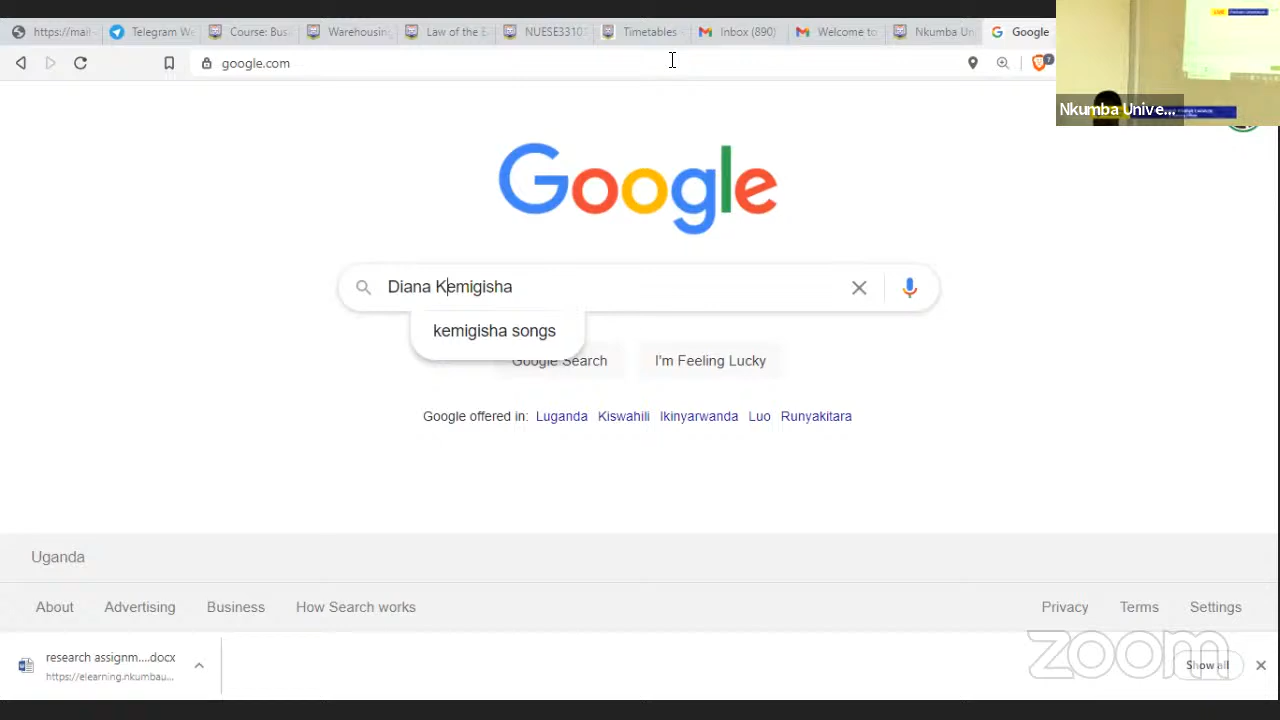 https://mail-
Telegram We
Course: Bus
Warehousing
Law of the E
NUESE3310
Timetables
Inbox (890)
Welcome to
Nkumba Un
Google
google.com
7
Nkumba Unive...
Google
Diana Kemigisha
kemigisha songs
Google Search
I'm Feeling Lucky
Google offered in: Luganda Kiswahili Ikinyarwanda Luo Runyakitara
Uganda
About Advertising Business How Search works
Privacy Terms Settings
research assignm....docx
https://elearning.nkumbau...
Show all
zoom